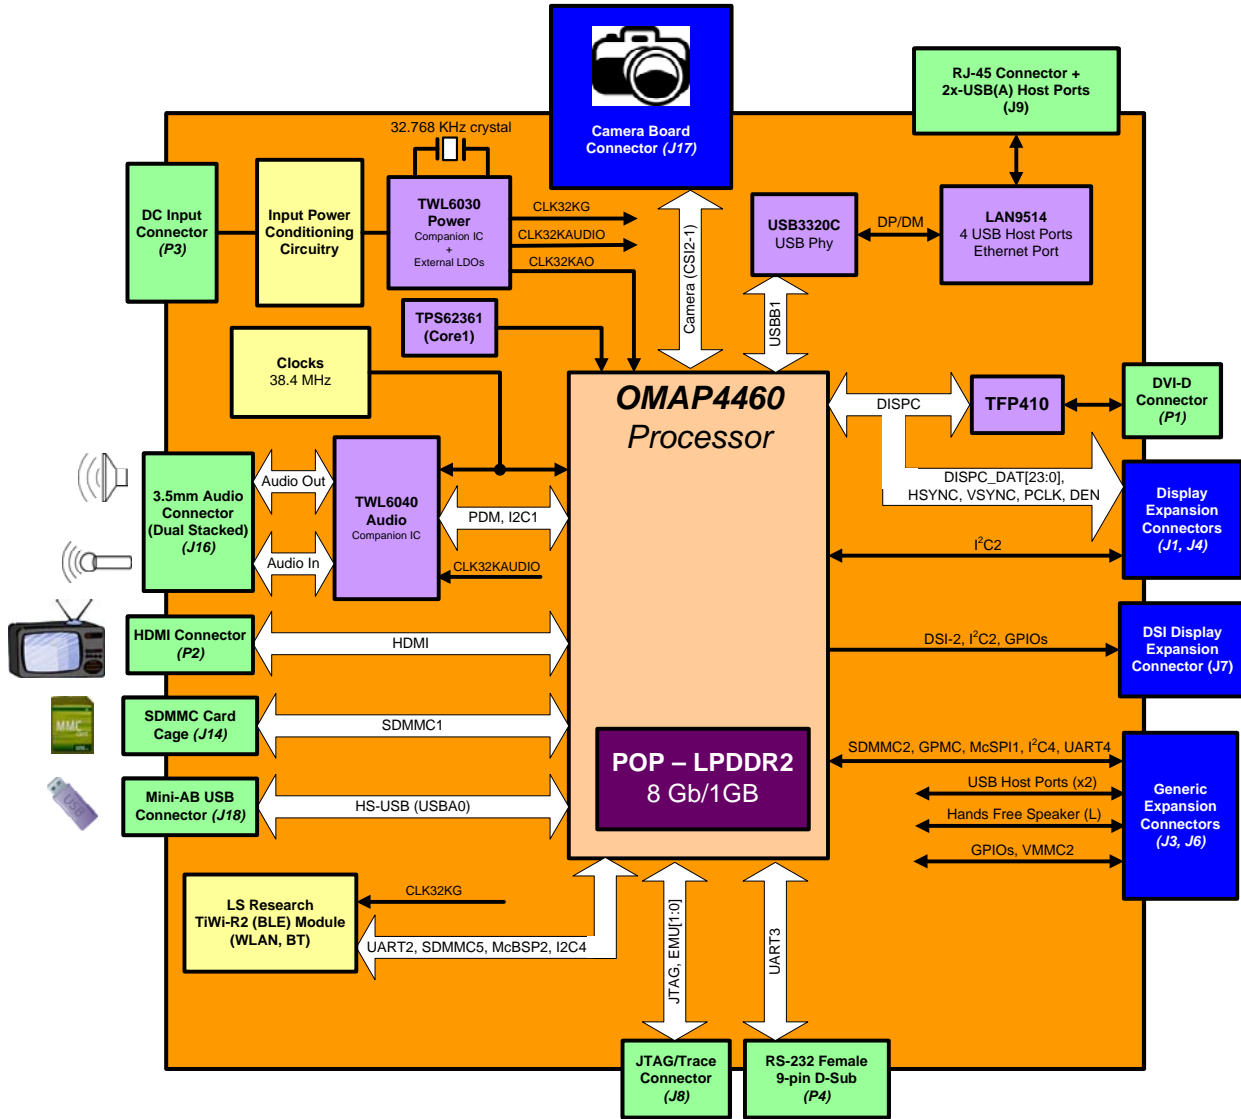 RJ-45 Connector +
2x-USB(A) Host Ports
(J9)
Camera Board
Connector (J17)
32.768 KHz crystal
DC Input
Connector
(P3)
Input Power
Conditioning
Circuitry
TWL6030
Power
Companion IC
+
External LDOs
CLK32KG
CLK32KAUDIO
CLK32KAO
USB3320C
USB Phy
DP/DM
LAN9514
4 USB Host Ports
Ethernet Port
Camera (CSI2-1)
USBB1
TPS62361
(Core1)
Clocks
38.4 MHz
OMAP4460
Processor
DISPC
TFP410
DVI-D
Connector
(P1)
DISPC_DAT[23:0],
HSYNC, VSYNC, PCLK, DEN
Display
Expansion
Connectors
(J1, J4)
I2C2
3.5mm Audio
Connector
(Dual Stacked)
(J16)
Audio Out
Audio In
TWL6040
Audio
Companion IC
PDM, I2C1
CLK32KAUDIO
HDMI Connector
(P2)
HDMI
DSI-2, I2C2, GPIOs
DSI Display
Expansion
Connector (J7)
MMC
SDMMC Card
Cage (J14)
SDMMC1
POP – LPDDR2
8 Gb/1GB
SDMMC2, GPMC, McSPI1, I2C4, UART4
USB Host Ports (x2)
Hands Free Speaker (L)
GPIOs, VMMC2
Generic
Expansion
Connectors
(J3, J6)
USB
Mini-AB USB
Connector (J18)
HS-USB (USBA0)
LS Research
TiWi-R2 (BLE) Module
(WLAN, BT)
CLK32KG
UART2, SDMMC5, McBSP2, I2C4
JTAG, EMU[1:0]
UART3
JTAG/Trace
Connector
(J8)
RS-232 Female
9-pin D-Sub
(P4)